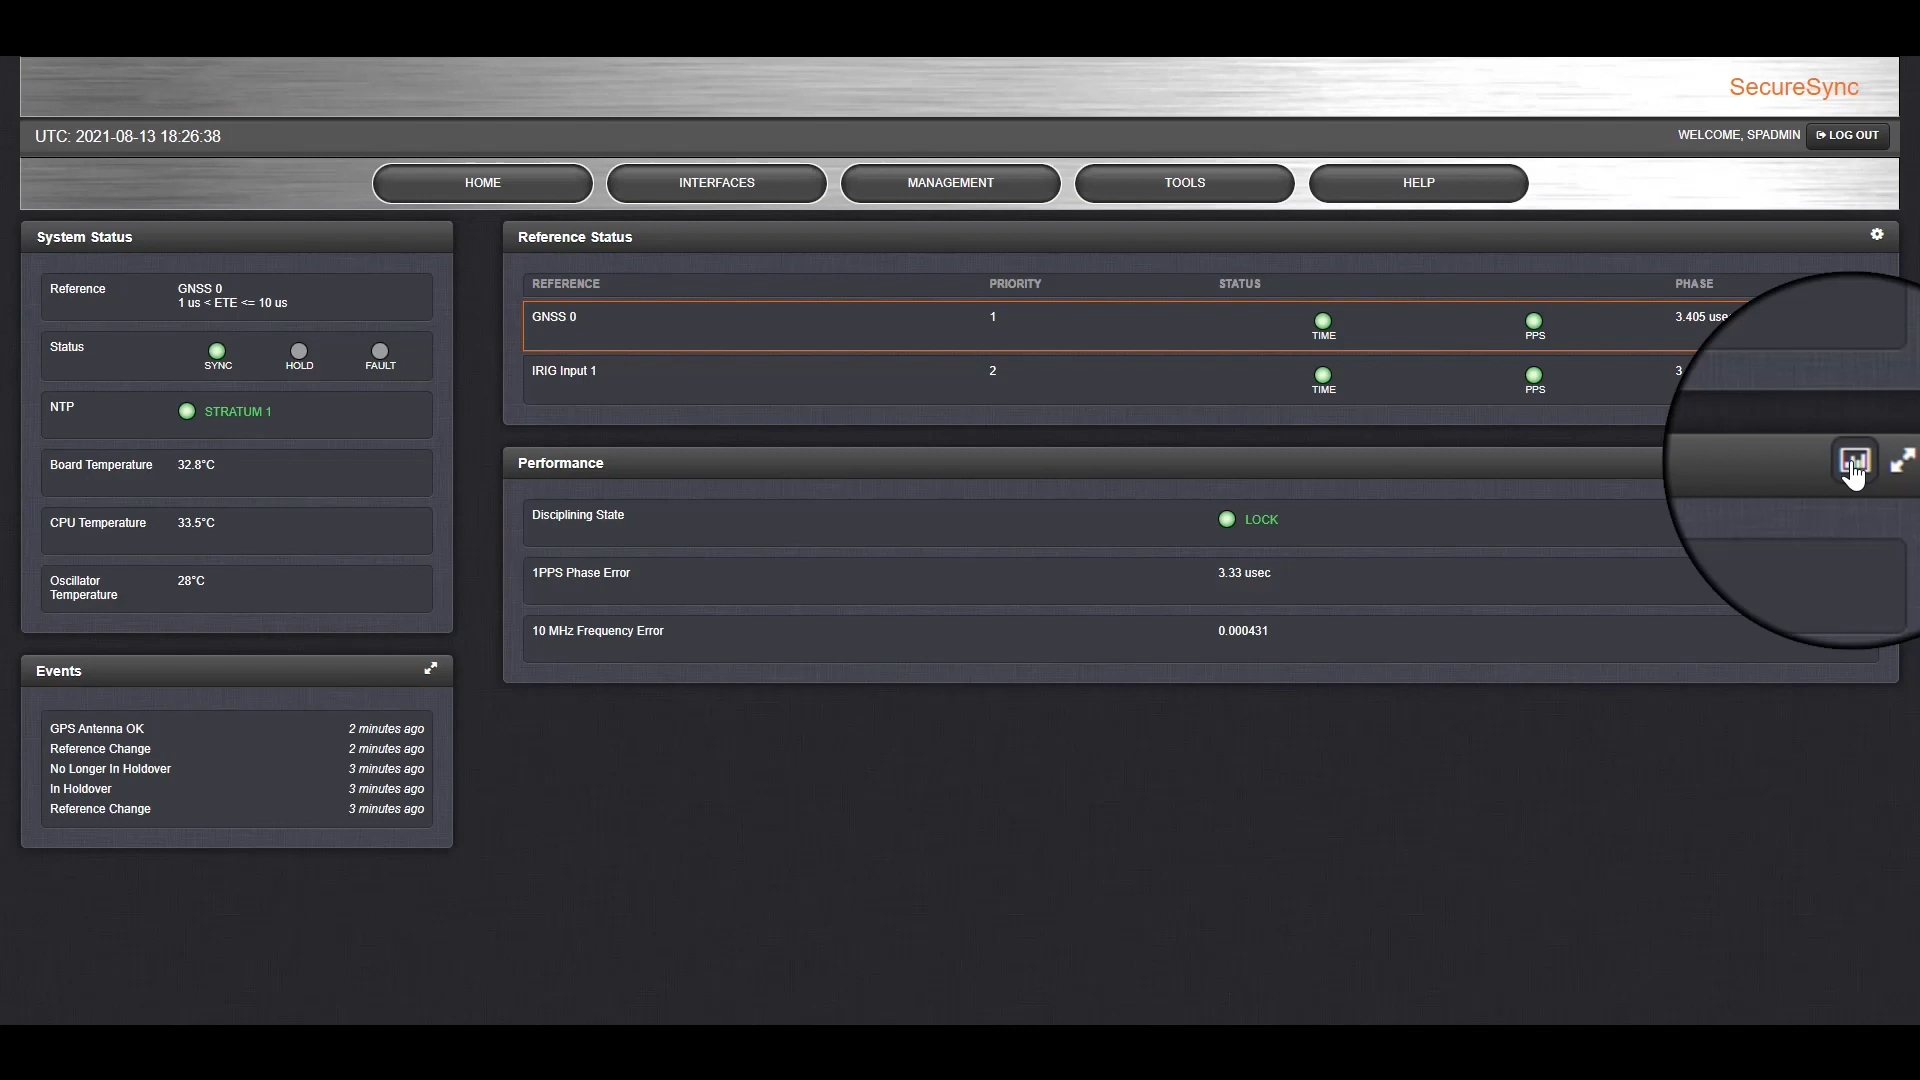 SecureSync
UTC: 2021-08-13 18:26:38
WELCOME, SPADMIN
LOG OUT
HOME
INTERFACES
MANAGEMENT
TOOLS
HELP
System Status
Reference
GNSS 0
1 us < ETE <= 10 us
Status
SYNC
HOLD
FAULT
NTP
STRATUM 1
Board Temperature
32.8°C
CPU Temperature
33.5°C
Oscillator
Temperature
28°C
Events
GPS Antenna OK 2 minutes ago
Reference Change 2 minutes ago
No Longer In Holdover 3 minutes ago
In Holdover 3 minutes ago
Reference Change 3 minutes ago
Reference Status
REFERENCE PRIORITY STATUS PHASE
GNSS 0 1 TIME PPS 3.405
IRIG Input 1 2 TIME PPS 3
Performance
Disciplining State LOCK
1PPS Phase Error 3.33 usec
10 MHz Frequency Error 0.000431